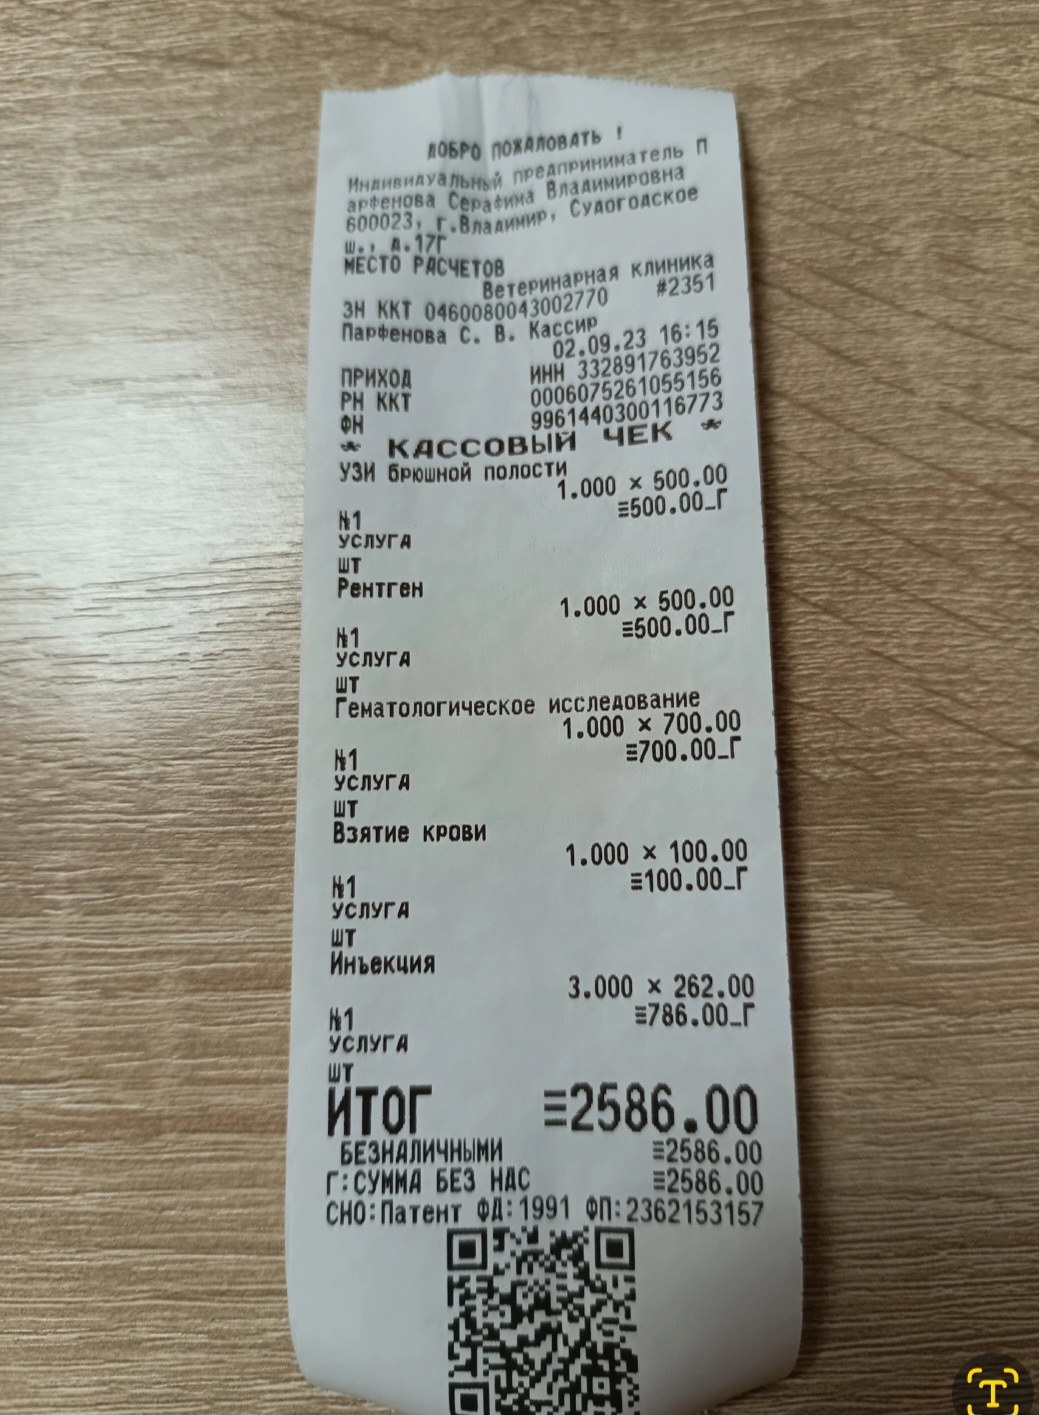 ДОБРО ПОЖАЛОВАТЬ !
Индивидуальный предприниматель П
арфенова Серафима Владимировна
600023, г.Владимир, Судогодское
ш., д.17Г
МЕСТО РАСЧЕТОВ
Ветеринарная клиника
ЗН ККТ 0460080043002770 #2351
Парфенова С. В. Кассир
02.09.23 16:15
ПРИХОД ИНН 332891763952
РН ККТ 0006075261055156
ФН 9961440300116773
* КАССОВЫЙ ЧЕК *
УЗИ брюшной полости
1.000 × 500.00
≡500.00_Г
№1
УСЛУГА
ШТ
Рентген
1.000 × 500.00
≡500.00_Г
№1
УСЛУГА
ШТ
Гематологическое исследование
1.000 × 700.00
≡700.00_Г
№1
УСЛУГА
ШТ
Взятие крови
1.000 × 100.00
≡100.00_Г
№1
УСЛУГА
ШТ
Инъекция
3.000 × 262.00
≡786.00_Г
№1
УСЛУГА
ШТ
ИТОГ ≡2586.00
БЕЗНАЛИЧНЫМИ ≡2586.00
Г:СУММА БЕЗ НДС ≡2586.00
СНО:Патент ФД:1991 ФП:2362153157